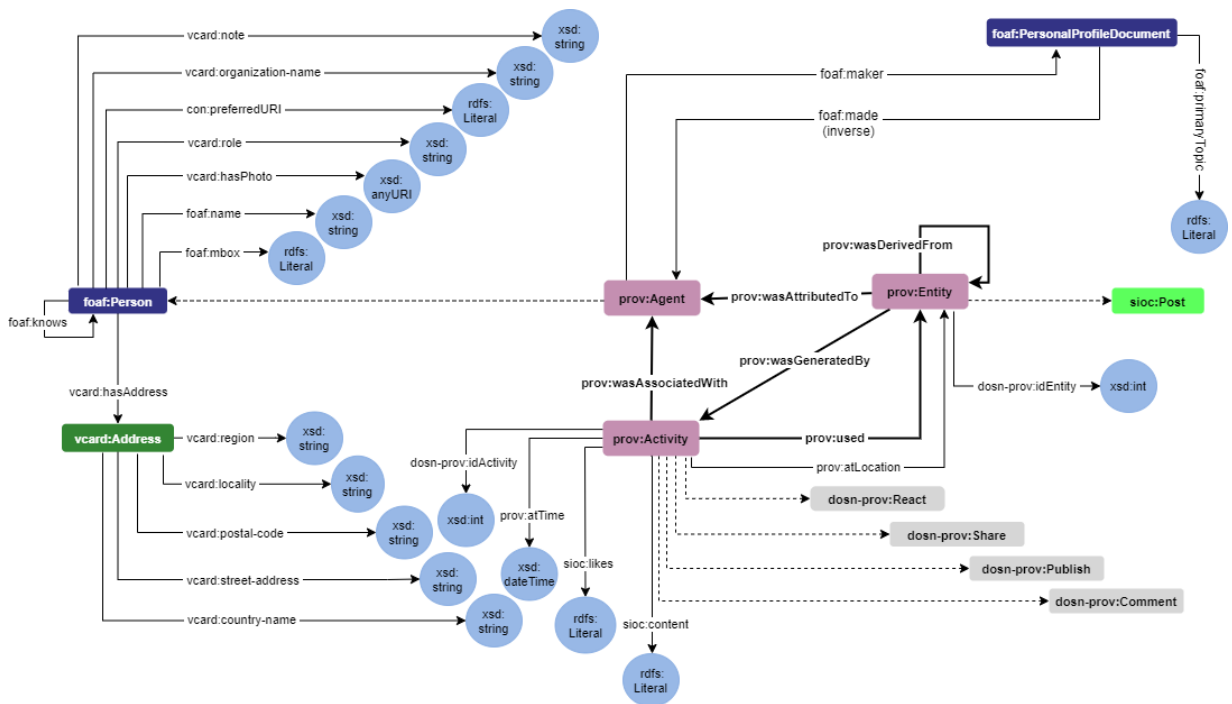 vcard:note
xsd:
string
foaf:PersonalProfileDocument
vcard:organization-name
xsd:
string
foaf:maker
foaf:primaryTopic
con:preferredURI
rdfs:
Literal
foaf:made
(inverse)
vcard:role
xsd:
string
vcard:hasPhoto
xsd:
anyURI
foaf:name
xsd:
string
rdfs:
Literal
foaf:mbox
rdfs:
Literal
prov:wasDerivedFrom
foaf:Person
prov:Agent
prov:wasAttributedTo
prov:Entity
sioc:Post
foaf:knows
prov:wasGeneratedBy
prov:wasAssociatedWith
dosn-prov:idEntity
xsd:int
vcard:hasAddress
vcard:Address
vcard:region
xsd:
string
prov:Activity
prov:used
dosn-prov:idActivity
prov:atLocation
vcard:locality
xsd:
string
dosn-prov:React
prov:atTime
xsd:int
vcard:postal-code
xsd:
string
dosn-prov:Share
sioc:likes
dosn-prov:Publish
vcard:street-address
xsd:
string
xsd:
dateTime
dosn-prov:Comment
vcard:country-name
xsd:
string
rdfs:
Literal
sioc:content
rdfs:
Literal